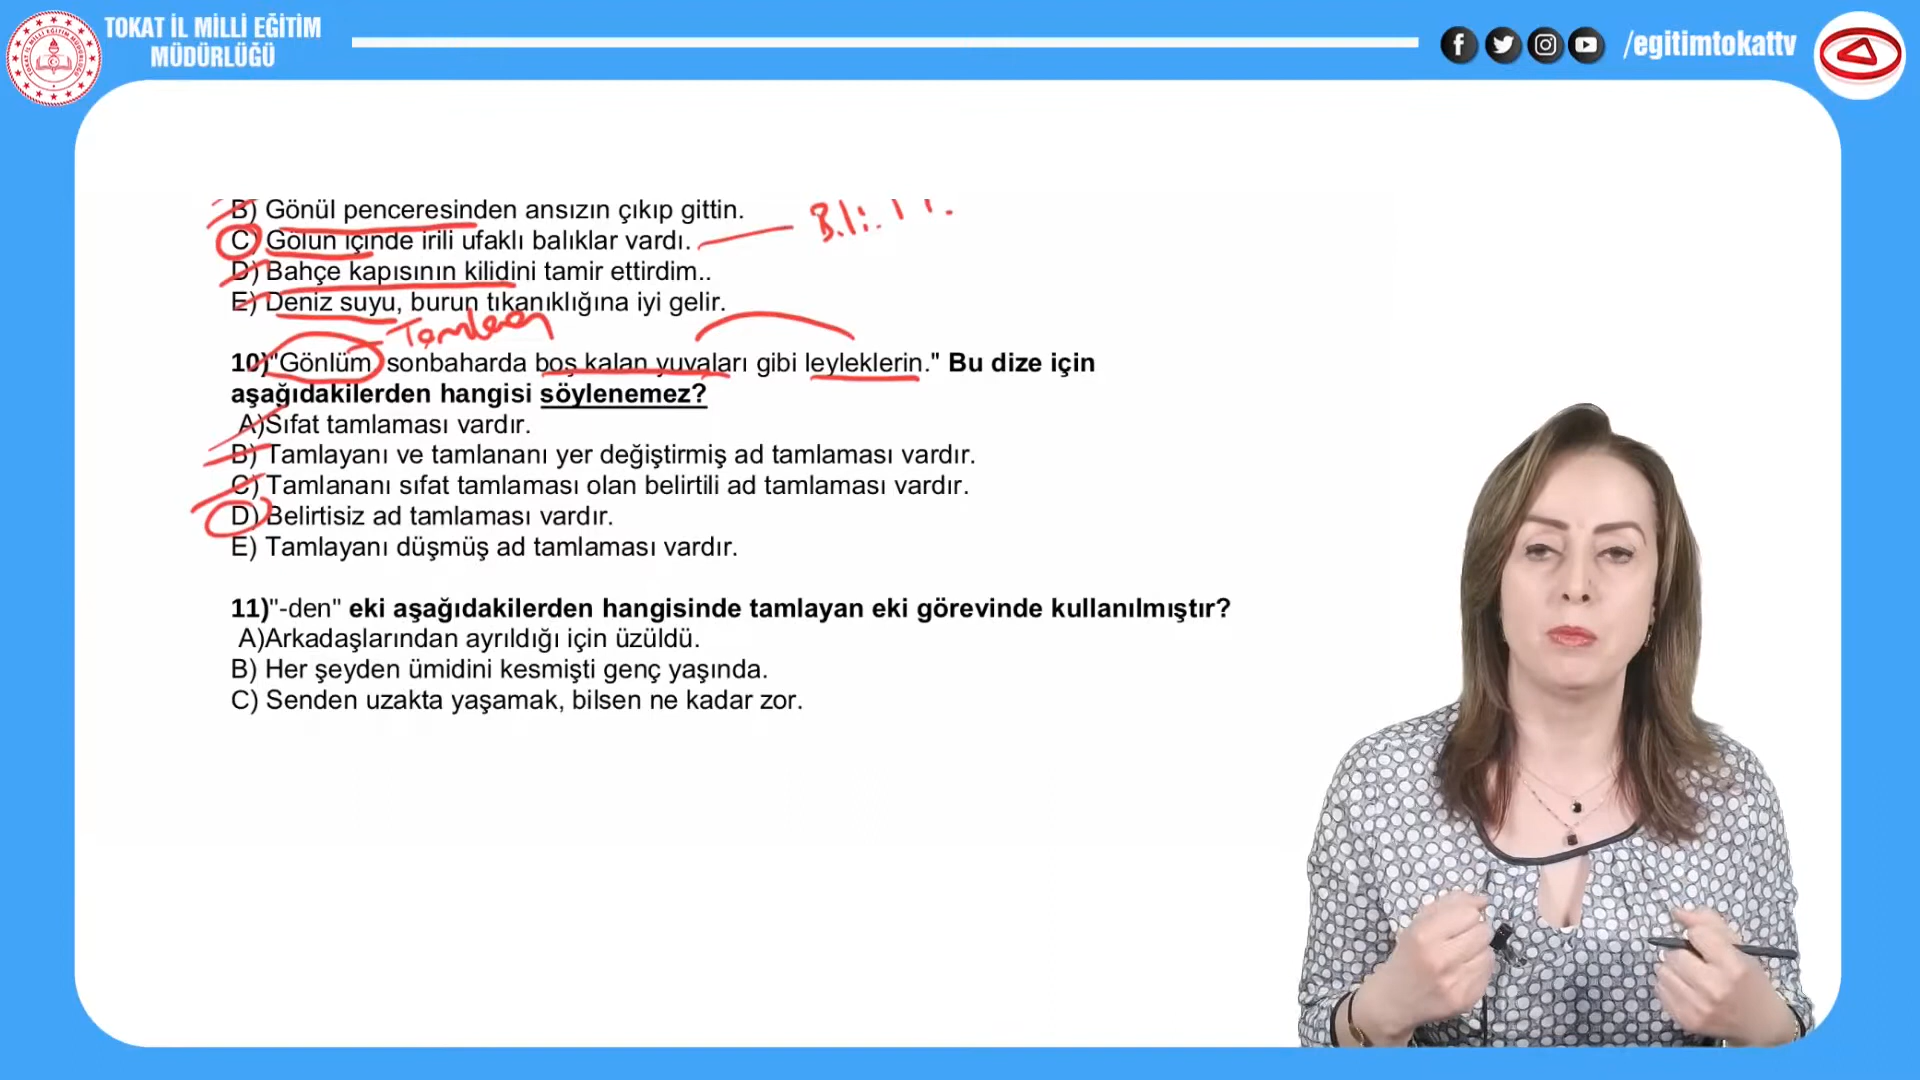 TOKAT İL MİLLİ EĞİTİM
MÜDÜRLÜĞÜ
/egitimtokattv
B) Gönül penceresinden ansızın çıkıp gittin.
C) Gölün içinde irili ufaklı balıklar vardı.
D) Bahçe kapısının kilidini tamir ettirdim..
E) Deniz suyu, burun tıkanıklığına iyi gelir.
Tamlanan
10)"Gönlüm sonbaharda boş kalan yuvaları gibi leyleklerin." Bu dize için
aşağıdakilerden hangisi söylenemez?
A)Sıfat tamlaması vardır.
B) Tamlayanı ve tamlananı yer değiştirmiş ad tamlaması vardır.
C) Tamlananı sıfat tamlaması olan belirtili ad tamlaması vardır.
D) Belirtisiz ad tamlaması vardır.
E) Tamlayanı düşmüş ad tamlaması vardır.
11)"-den" eki aşağıdakilerden hangisinde tamlayan eki görevinde kullanılmıştır?
A)Arkadaşlarından ayrıldığı için üzüldü.
B) Her şeyden ümidini kesmişti genç yaşında.
C) Senden uzakta yaşamak, bilsen ne kadar zor.